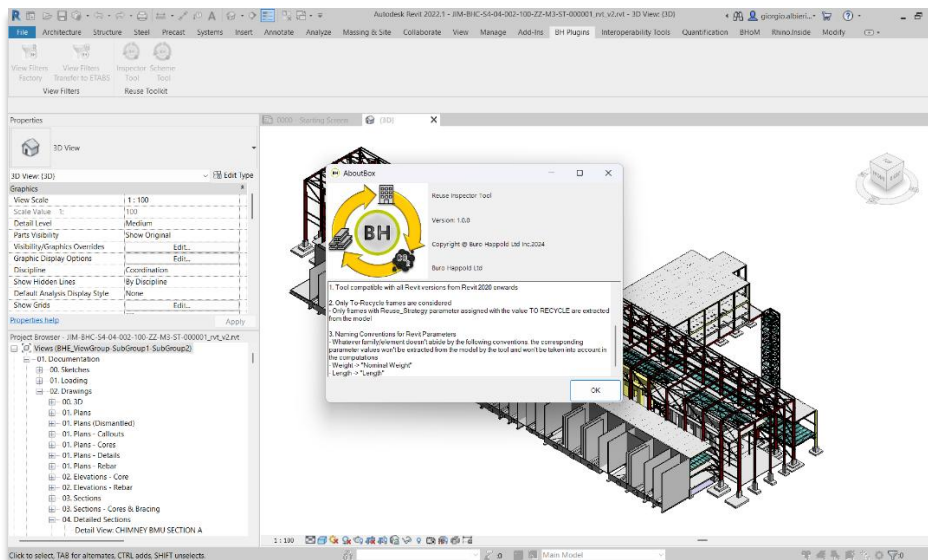 Autodesk Revit 2022.1 - JIM-BHC-S4-04-002-100-ZZ-M3-ST-000001_rvt_v2.rvt - 3D View: {3D}
giorgio.albieri...
File Architecture Structure Steel Precast Systems Insert Annotate Analyze Massing & Site Collaborate View Manage Add-Ins BH Plugins Interoperability Tools Quantification BHoM Rhino.Inside Modify
View Filters Factory
View Filters Transfer to ETABS
Inspector Tool
Scheme Tool
View Filters
Reuse Toolkit
Properties
0000 - Starting Screen
{3D}
3D View
3D View: {3D}
Edit Type
Graphics
View Scale 1 : 100
Scale Value 1: 100
Detail Level Medium
Parts Visibility Show Original
Visibility/Graphics Overrides Edit...
Graphic Display Options Edit...
Discipline Coordination
Show Hidden Lines By Discipline
Default Analysis Display Style None
Show Grids Edit...
Properties help
Apply
Project Browser - JIM-BHC-S4-04-002-100-ZZ-M3-ST-000001_rvt_v2.rvt
Views (BHE_ViewGroup-SubGroup1-SubGroup2)
01. Documentation
00. Sketches
01. Loading
02. Drawings
00. 3D
01. Plans
01. Plans (Dismantled)
01. Plans - Callouts
01. Plans - Cores
01. Plans - Details
01. Plans - Rebar
02. Elevations - Core
02. Elevations - Rebar
03. Sections
03. Sections - Cores & Bracing
04. Detailed Sections
Detail View: CHIMNEY BMU SECTION A
AboutBox
BH
CO2
Reuse Inspector Tool
Version: 1.0.0
Copyright @ Buro Happold Ltd Inc.2024
Buro Happold Ltd
1. Tool compatible with all Revit versions from Revit 2020 onwards
2. Only To-Recycle frames are considered
- Only frames with Reuse_Strategy parameter assigned with the value TO RECYCLE are extracted
from the model
3. Naming Conventions for Revit Parameters
- Whatever family/element doesn't abide by the following conventions, the corresponding
parameter values won't be extracted from the model by the tool and won't be taken into account in
the computations
- Weight -> "Nominal Weight"
- Length -> "Length"
OK
1 : 100
Click to select, TAB for alternates, CTRL adds, SHIFT unselects.
:0
Main Model
:0